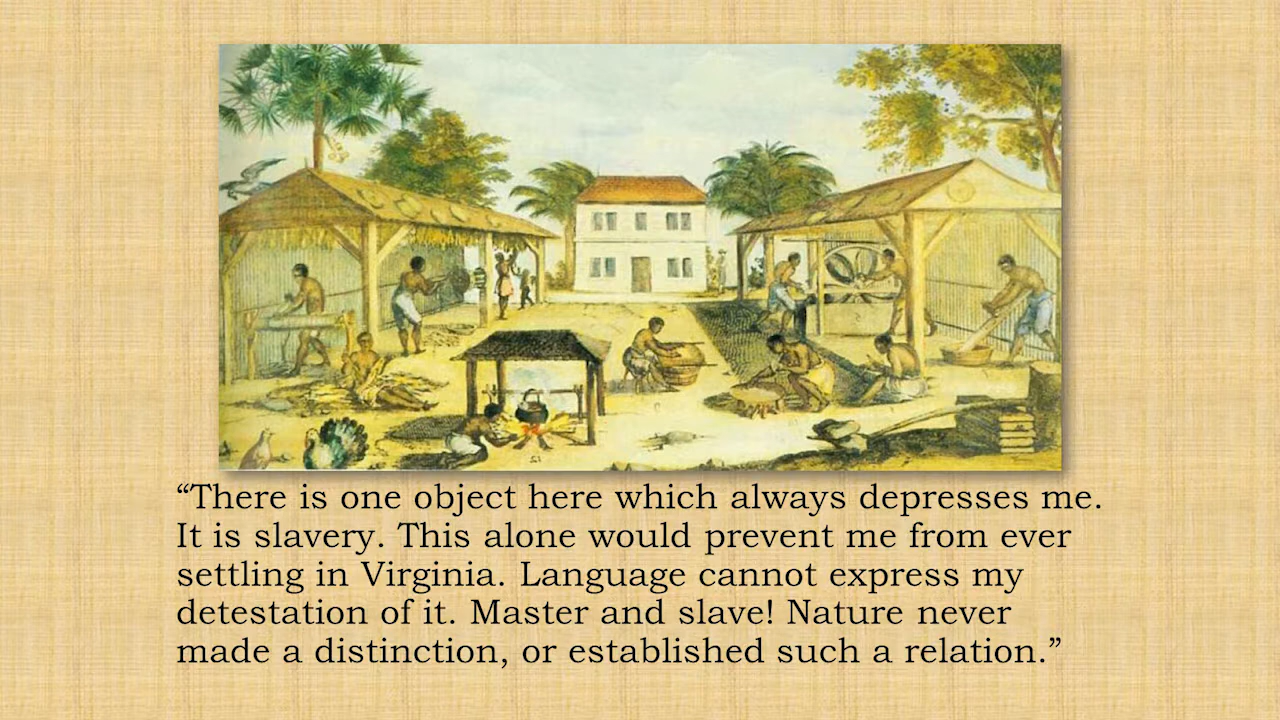 “There is one object here which always depresses me.
It is slavery. This alone would prevent me from ever
settling in Virginia. Language cannot express my
detestation of it. Master and slave! Nature never
made a distinction, or established such a relation.”